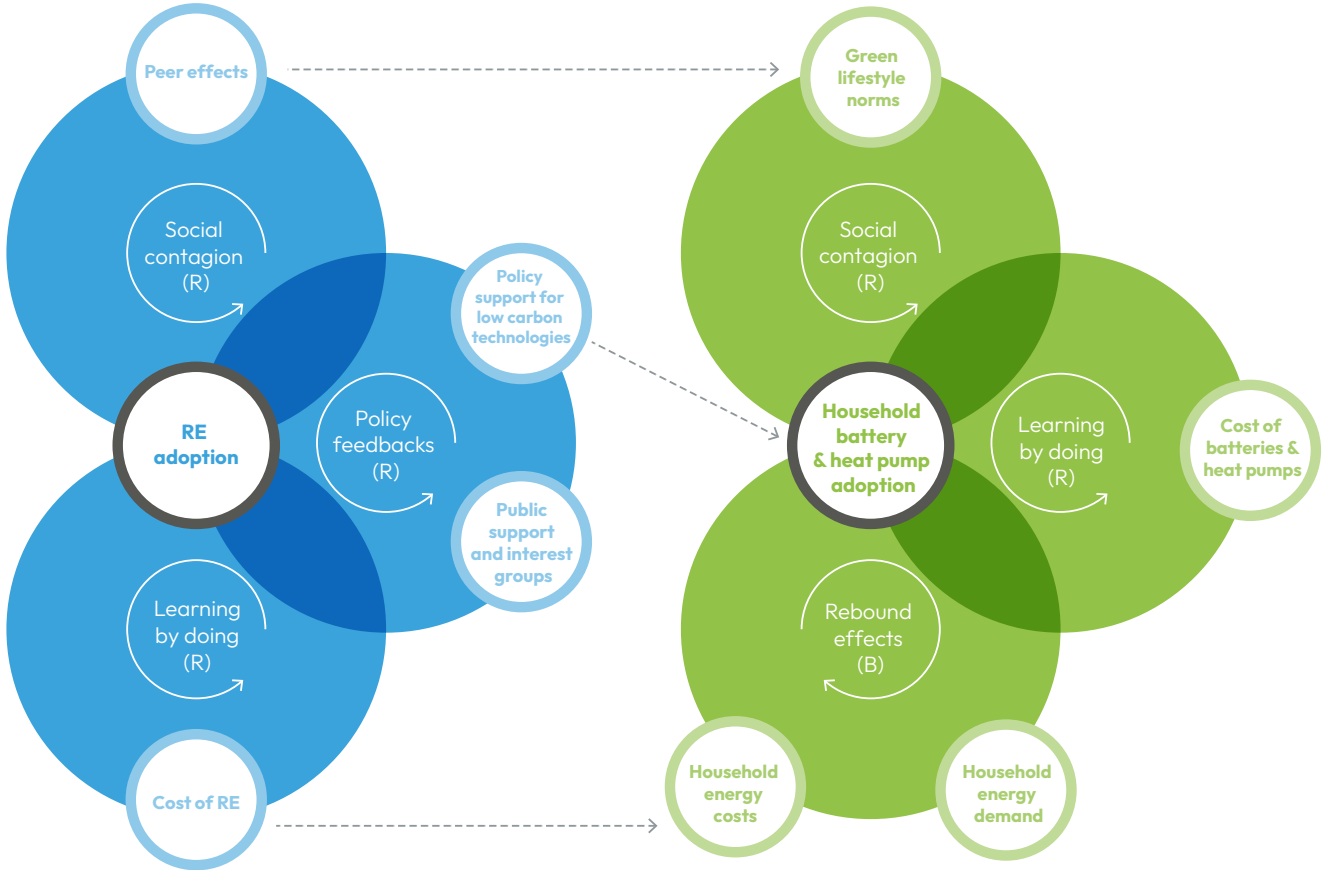 Peer effects
Social
contagion
(R)
Policy
support for
low carbon
technologies
RE
adoption
Policy
feedbacks
(R)
Public
support
and interest
groups
Learning
by doing
(R)
Cost of RE
Green
lifestyle
norms
Social
contagion
(R)
Household
battery
& heat pump
adoption
Learning
by doing
(R)
Cost of
batteries &
heat pumps
Rebound
effects
(B)
Household
energy
costs
Household
energy
demand